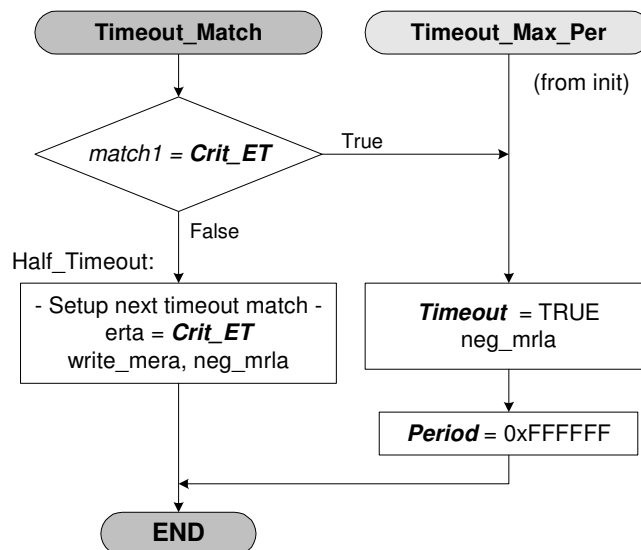 Timeout_Match
Timeout_Max_Per
(from init)
match1 = Crit_ET
True
False
Half_Timeout:
- Setup next timeout match -
erta = Crit_ET
write_mera, neg_mrla
Timeout = TRUE
neg_mrla
Period = 0xFFFFFF
END